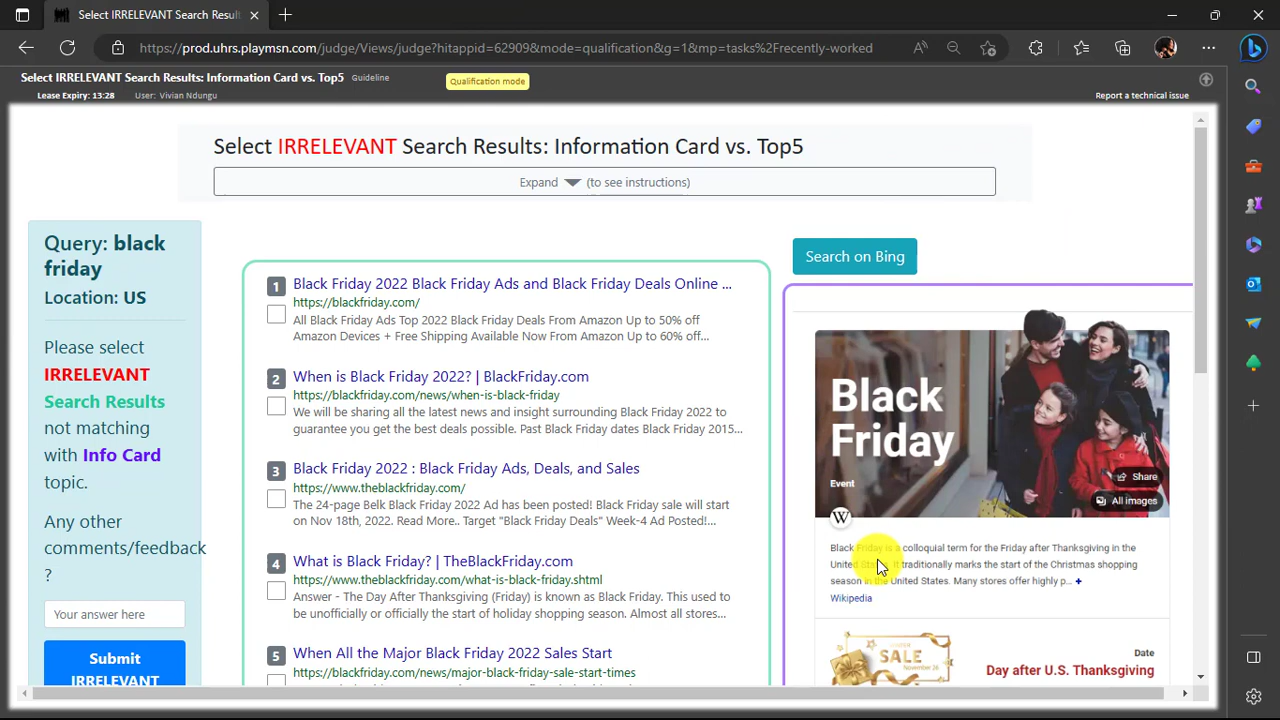 Select IRRELEVANT Search Resul
https://prod.uhrs.playmsn.com/judge/Views/judge?hitappid=62909&mode=qualification&g=1&mp=tasks%2Frecently-worked
Select IRRELEVANT Search Results: Information Card vs. Top5 Guideline
Qualification mode
Lease Expiry: 13:28 User: Vivian Ndungu
Report a technical issue
Select IRRELEVANT Search Results: Information Card vs. Top5
Expand (to see instructions)
Query: black
friday
Location: US
Please select
IRRELEVANT
Search Results
not matching
with Info Card
topic.
Any other
comments/feedback
?
Your answer here
Submit
IRRELEVANT
1 Black Friday 2022 Black Friday Ads and Black Friday Deals Online ...
https://blackfriday.com/
All Black Friday Ads Top 2022 Black Friday Deals From Amazon Up to 50% off
Amazon Devices + Free Shipping Available Now From Amazon Up to 60% off...
2 When is Black Friday 2022? | BlackFriday.com
https://blackfriday.com/news/when-is-black-friday
We will be sharing all the latest news and insight surrounding Black Friday 2022 to
guarantee you get the best deals possible. Past Black Friday dates Black Friday 2015...
3 Black Friday 2022 : Black Friday Ads, Deals, and Sales
https://www.theblackfriday.com/
The 24-page Belk Black Friday 2022 Ad has been posted! Black Friday sale will start
on Nov 18th, 2022. Read More.. Target "Black Friday Deals" Week-4 Ad Posted!...
4 What is Black Friday? | TheBlackFriday.com
https://www.theblackfriday.com/what-is-black-friday.shtml
Answer - The Day After Thanksgiving (Friday) is known as Black Friday. This used to
be unofficially or officially the start of holiday shopping season. Almost all stores...
5 When All the Major Black Friday 2022 Sales Start
https://blackfriday.com/news/major-black-friday-sale-start-times
Search on Bing
Black
Friday
Event
Share
All images
W
Black Friday is a colloquial term for the Friday after Thanksgiving in the
United States. It traditionally marks the start of the Christmas shopping
season in the United States. Many stores offer highly p... +
Wikipedia
SALE
November 26
Date
Day after U.S. Thanksgiving